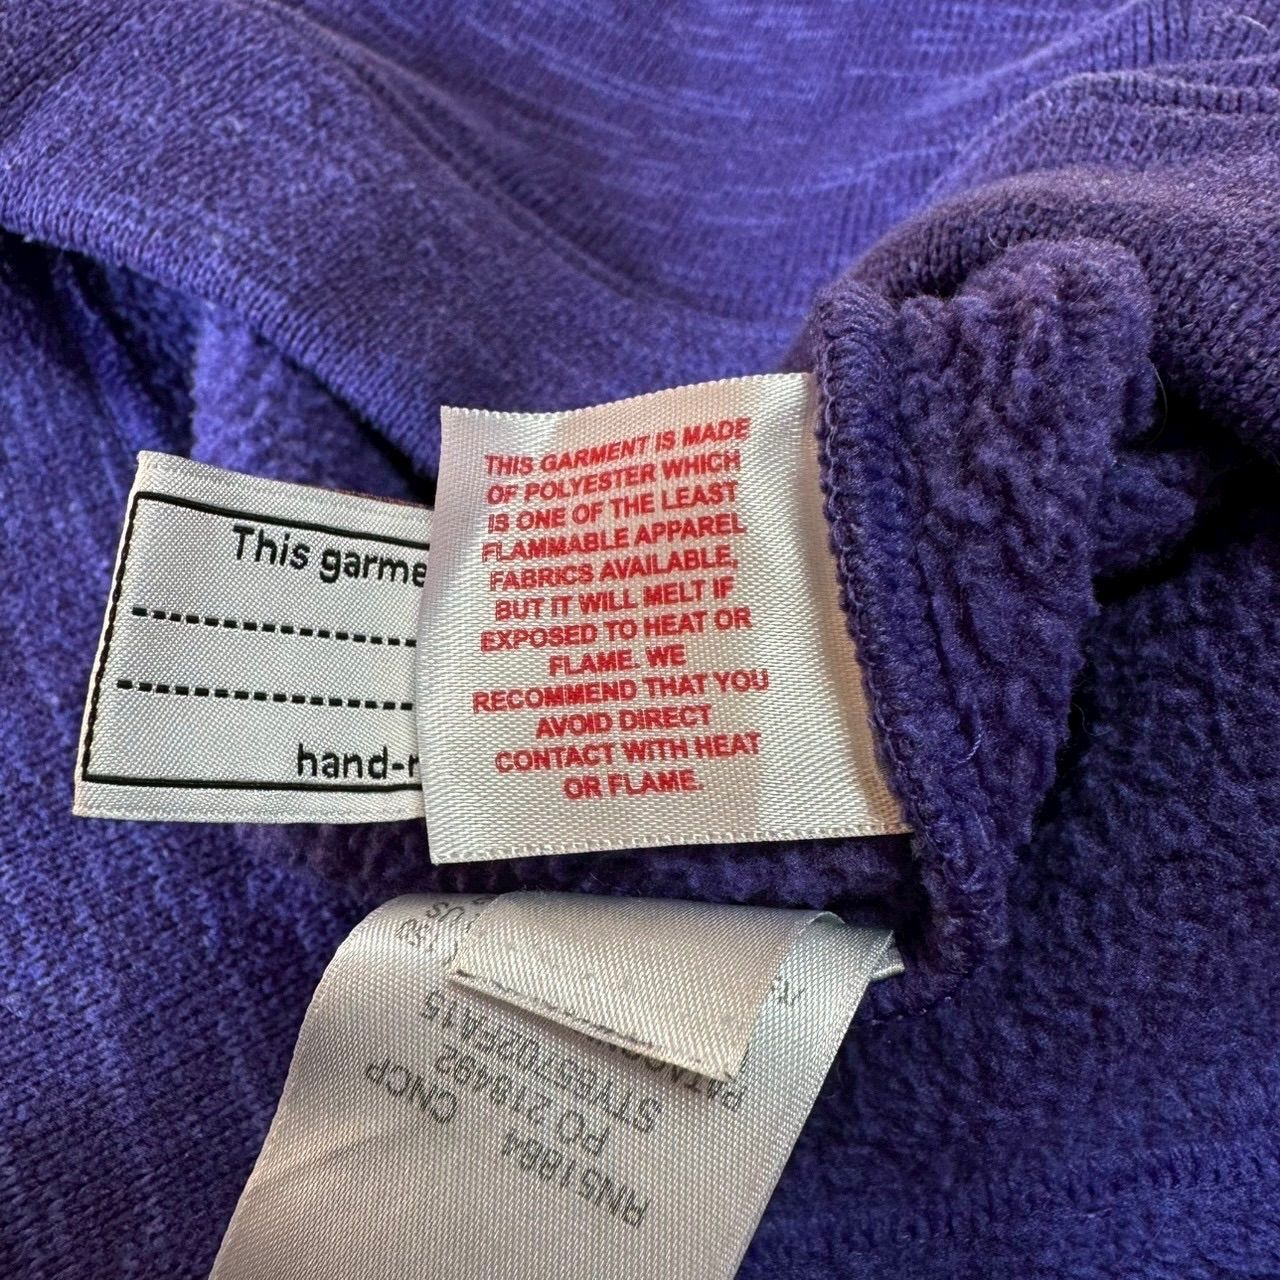 This garme
hand-r
THIS GARMENT IS MADE
OF POLYESTER WHICH
IS ONE OF THE LEAST
FLAMMABLE APPAREL
FABRICS AVAILABLE,
BUT IT WILL MELT IF
EXPOSED TO HEAT OR
FLAME. WE
RECOMMEND THAT YOU
AVOID DIRECT
CONTACT WITH HEAT
OR FLAME.
RN51884
CNCP
PO 218492
STY65702FA15